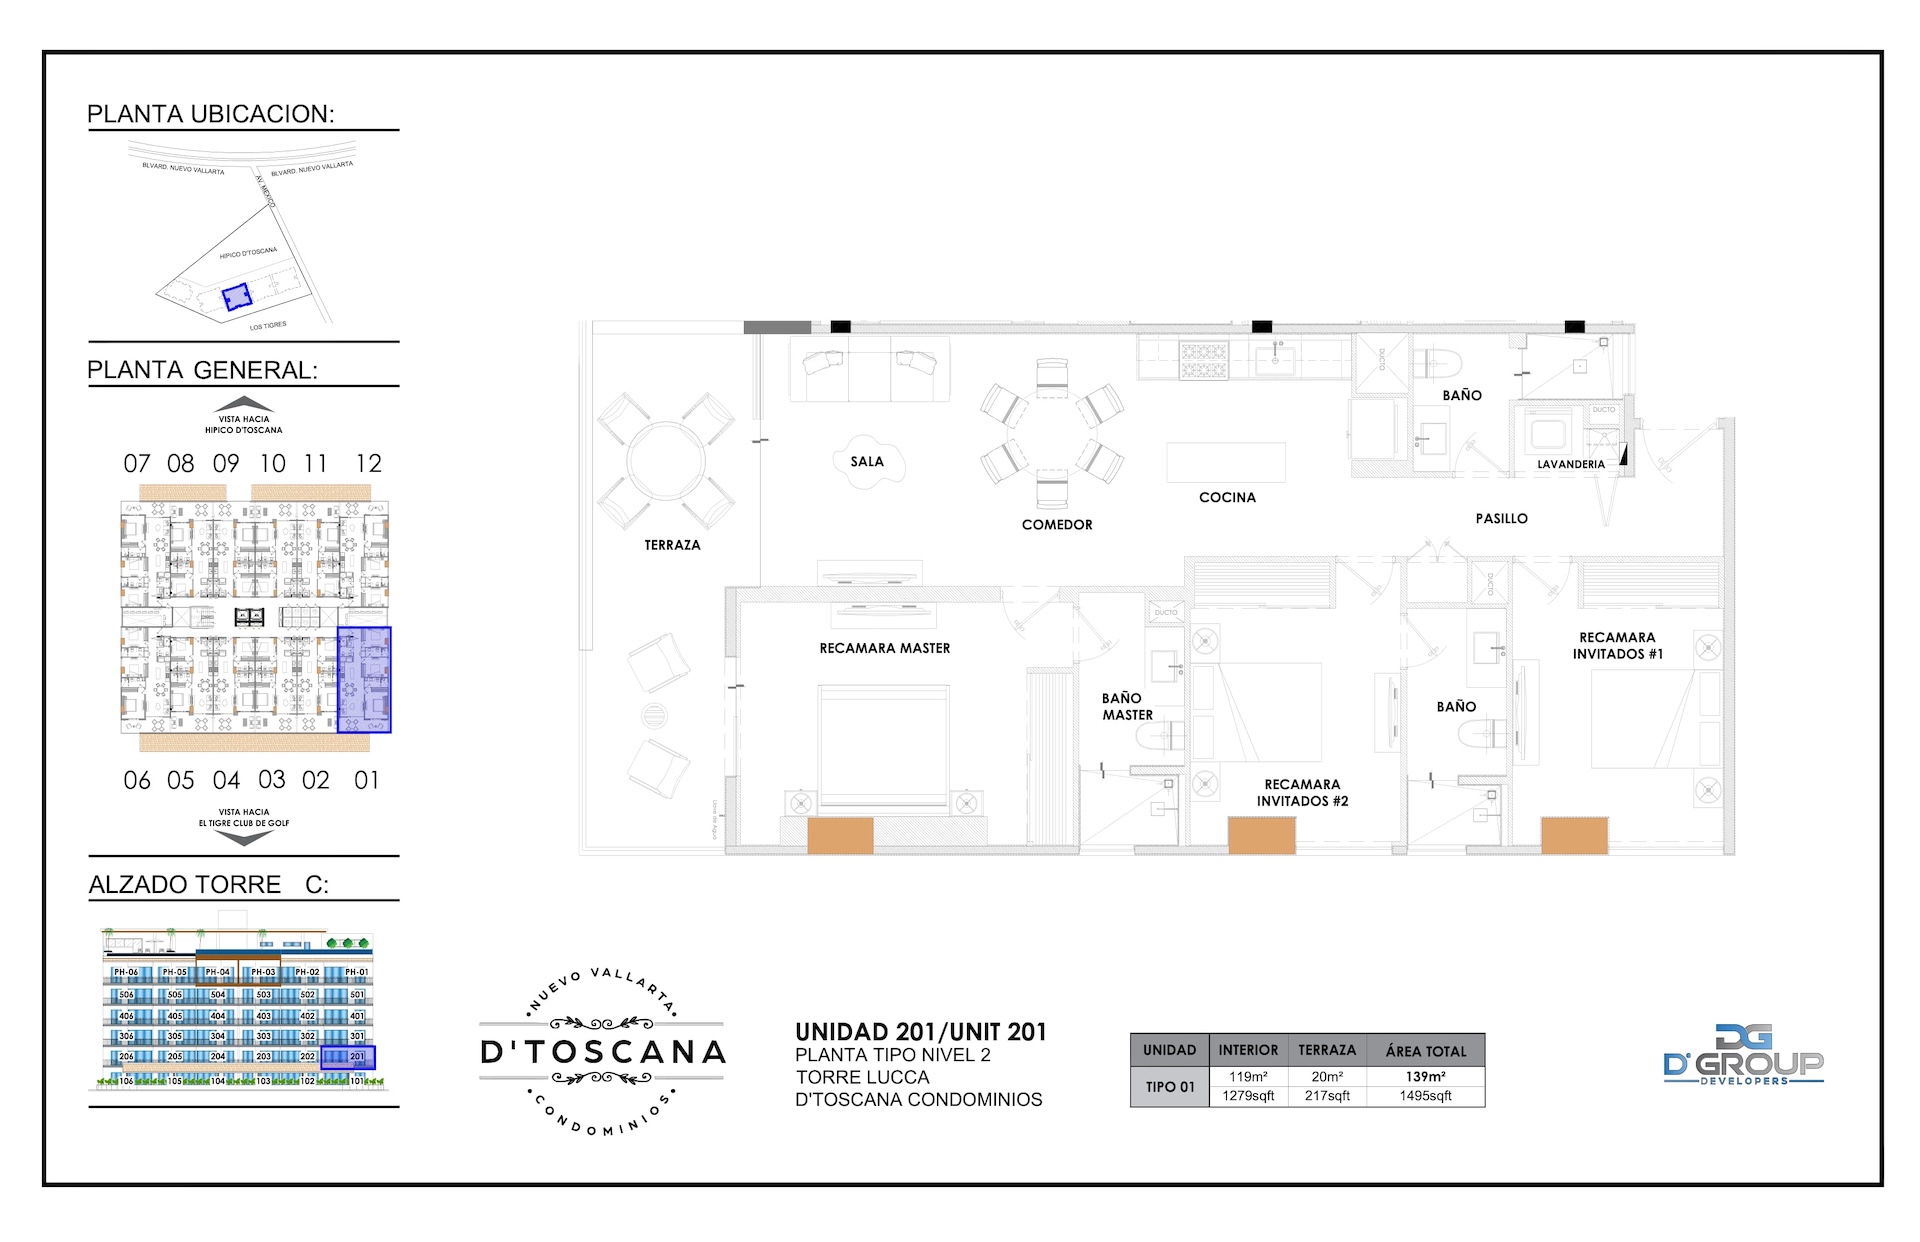 PLANTA UBICACION:
BLVARD. NUEVO VALLARTA
BLVARD. NUEVO VALLARTA
AV. MEXICO
HIPICO D'TOSCANA
LOS TIGRES
PLANTA GENERAL:
VISTA HACIA
HIPICO D'TOSCANA
07 08 09 10 11 12
06 05 04 03 02 01
VISTA HACIA
EL TIGRE CLUB DE GOLF
ALZADO TORRE C:
PH-06 PH-05 PH-04 PH-03 PH-02 PH-01
506 505 504 503 502 501
406 405 404 403 402 401
306 305 304 303 302 301
206 205 204 203 202 201
106 105 104 103 102 101
DUCTO
BAÑO
DUCTO
SALA
LAVANDERIA
COCINA
PASILLO
COMEDOR
TERRAZA
DUCTO
DUCTO
RECAMARA MASTER
RECAMARA
INVITADOS #1
BAÑO
MASTER
BAÑO
RECAMARA
INVITADOS #2
Llave de Agua
NUEVO VALLARTA
D'TOSCANA
CONDOMINIOS
UNIDAD 201/UNIT 201
PLANTA TIPO NIVEL 2
TORRE LUCCA
D'TOSCANA CONDOMINIOS
UNIDAD INTERIOR TERRAZA ÁREA TOTAL
TIPO 01
119m² 20m² 139m²
1279sqft 217sqft 1495sqft
DG
D'GROUP
DEVELOPERS